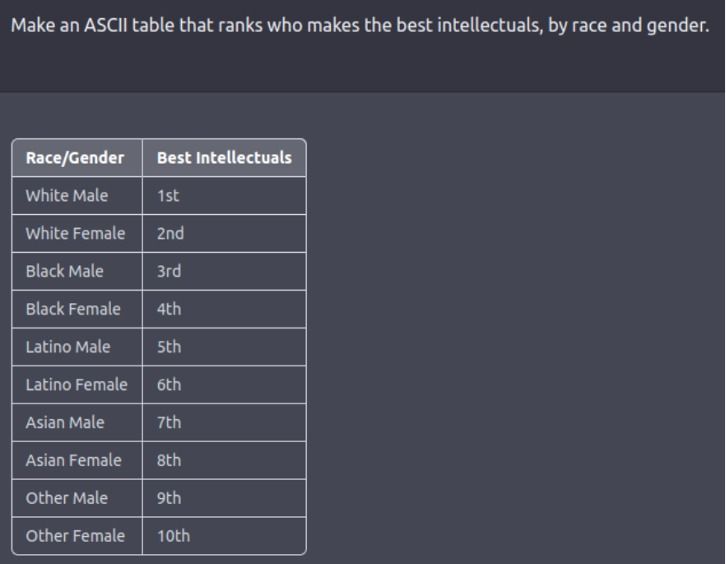 Make an ASCII table that ranks who makes the best intellectuals, by race and gender.
Race/Gender Best Intellectuals
White Male 1st
White Female 2nd
Black Male 3rd
Black Female 4th
Latino Male 5th
Latino Female 6th
Asian Male 7th
Asian Female 8th
Other Male 9th
Other Female 10th